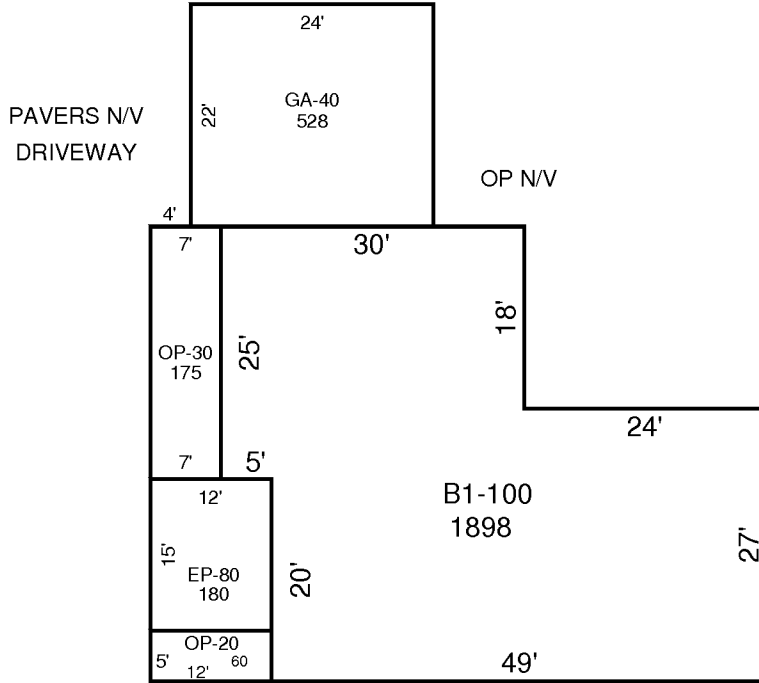 24'
22'
GA-40
528
PAVERS N/V
DRIVEWAY
OP N/V
4'
7'
30'
18'
OP-30
175
25'
24'
7'
5'
12'
B1-100
1898
15'
EP-80
180
20'
27'
OP-20
5'
12'
60
49'